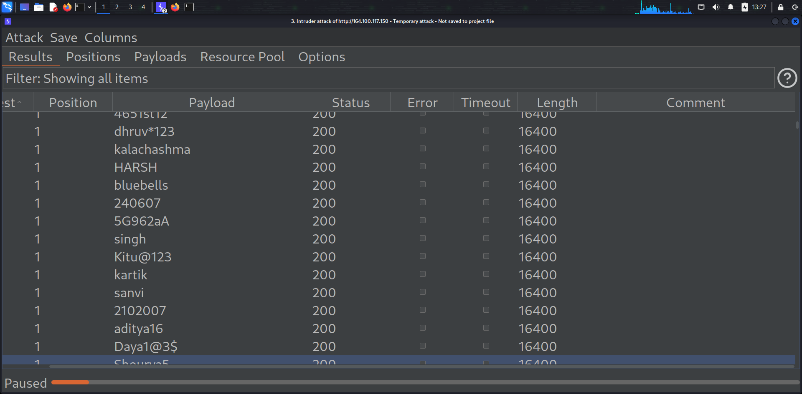 1 2 3 4 13:27
3. Intruder attack of http://164.100.117.150 - Temporary attack - Not saved to project file
Attack Save Columns
Results Positions Payloads Resource Pool Options
Filter: Showing all items
est Position Payload Status Error Timeout Length Comment
1 4651st12 200 16400
1 dhruv*123 200 16400
1 kalachashma 200 16400
1 HARSH 200 16400
1 bluebells 200 16400
1 240607 200 16400
1 5G962aA 200 16400
1 singh 200 16400
1 Kitu@123 200 16400
1 kartik 200 16400
1 sanvi 200 16400
1 2102007 200 16400
1 aditya16 200 16400
1 Daya1@3$ 200 16400
1 200 16400
Paused